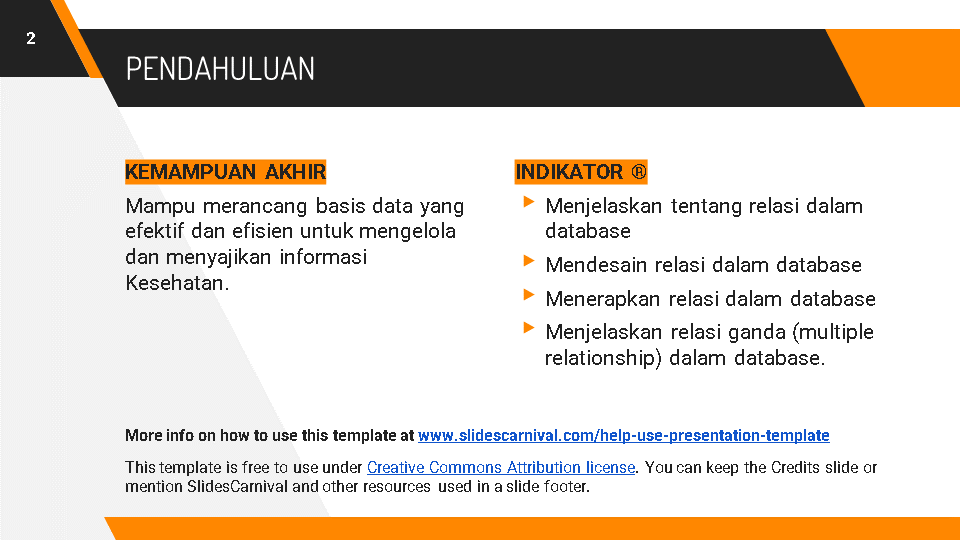 2
PENDAHULUAN
KEMAMPUAN AKHIR
Mampu merancang basis data yang
efektif dan efisien untuk mengelola
dan menyajikan informasi
Kesehatan.
INDIKATOR ®
Menjelaskan tentang relasi dalam
database
Mendesain relasi dalam database
Menerapkan relasi dalam database
Menjelaskan relasi ganda (multiple
relationship) dalam database.
More info on how to use this template at www.slidescarnival.com/help-use-presentation-template
This template is free to use under Creative Commons Attribution license. You can keep the Credits slide or
mention SlidesCarnival and other resources used in a slide footer.